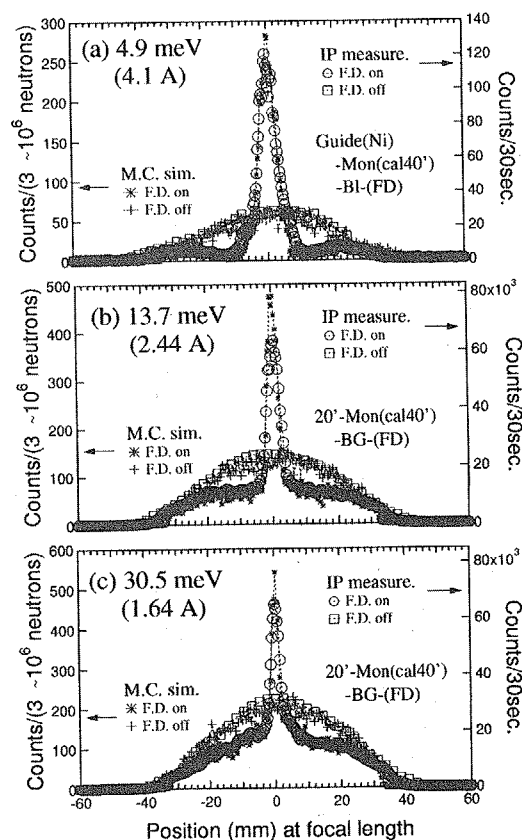 (a) 4.9 meV
(4.1 A)
IP measure.
F.D. on
F.D. off
Guide(Ni)
-Mon(cal40')
-Bl-(FD)
M.C. sim.
F.D. on
F.D. off
Counts/(3 ~10^6 neutrons)
300
250
200
150
100
50
0
140
120
100
80
60
40
20
0
Counts/30sec.
(b) 13.7 meV
(2.44 A)
IP measure.
F.D. on
F.D. off
20'-Mon(cal40')
-BG-(FD)
M.C. sim.
F.D. on
F.D. off
Counts/(3 ~10^6 neutrons)
500
400
300
200
100
0
80x10^3
60
40
20
0
Counts/30sec.
(c) 30.5 meV
(1.64 A)
IP measure.
F.D. on
F.D. off
20'-Mon(cal40')
-BG-(FD)
M.C. sim.
F.D. on
F.D. off
Counts/(3 ~10^6 neutrons)
600
500
400
300
200
100
0
80x10^3
60
40
20
0
Counts/30sec.
-60 -40 -20 0 20 40 60
Position (mm) at focal length